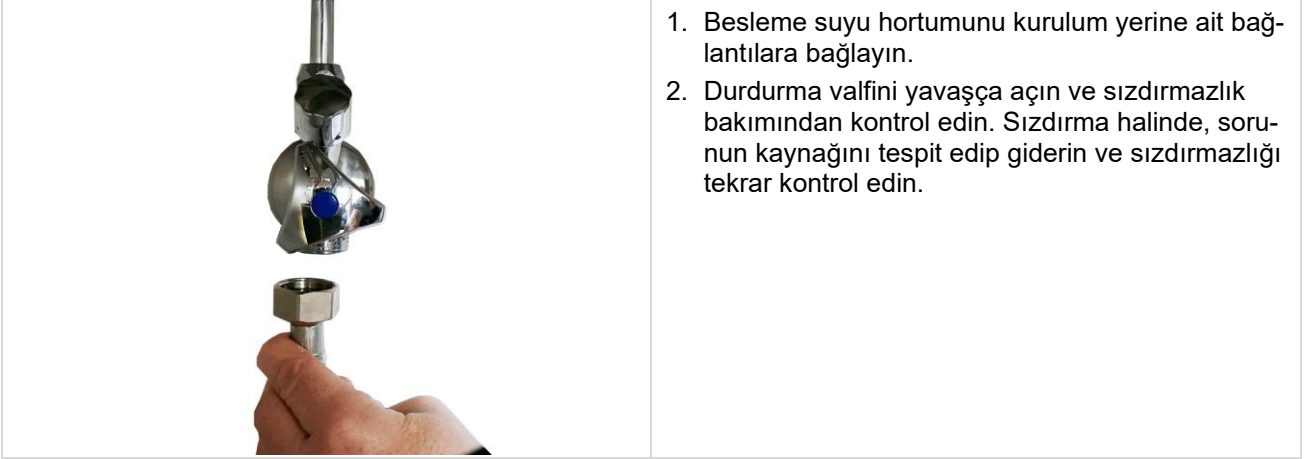 1. Besleme suyu hortumunu kurulum yerine ait bağ-
lantılara bağlayın.
2. Durdurma valfini yavaşça açın ve sızdırmazlık
bakımından kontrol edin. Sızdırma halinde, soru-
nun kaynağını tespit edip giderin ve sızdırmazlığı
tekrar kontrol edin.